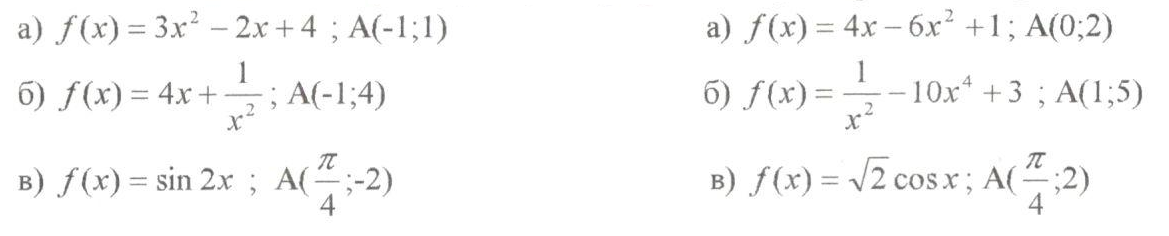 а) f(x) = 3x² − 2x + 4 ; A(-1;1)
б) f(x) = 4x + 1/x² ; A(-1;4)
в) f(x) = sin 2x ; A(π/4;-2)
а) f(x) = 4x − 6x² + 1 ; A(0;2)
б) f(x) = 1/x² − 10x⁴ + 3 ; A(1;5)
в) f(x) = √2 cos x ; A(π/4;2)